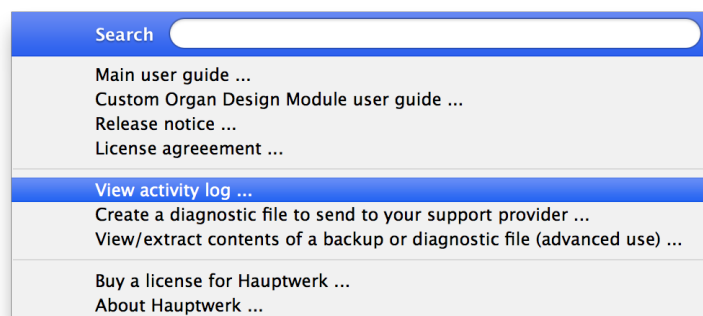 Search
Main user guide ...
Custom Organ Design Module user guide ...
Release notice ...
License agreeement ...
View activity log ...
Create a diagnostic file to send to your support provider ...
View/extract contents of a backup or diagnostic file (advanced use) ...
Buy a license for Hauptwerk ...
About Hauptwerk ...